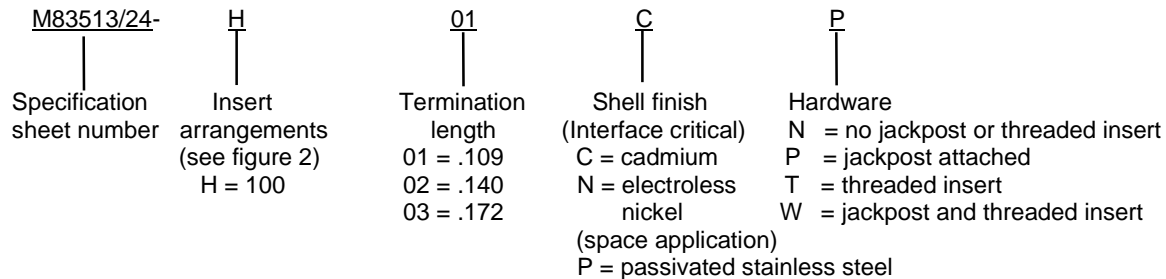 M83513/24- H 01 C P
Specification sheet number
Insert arrangements
(see figure 2)
H = 100
Termination length
01 = .109
02 = .140
03 = .172
Shell finish
(Interface critical)
C = cadmium
N = electroless nickel
(space application)
P = passivated stainless steel
Hardware
N = no jackpost or threaded insert
P = jackpost attached
T = threaded insert
W = jackpost and threaded insert